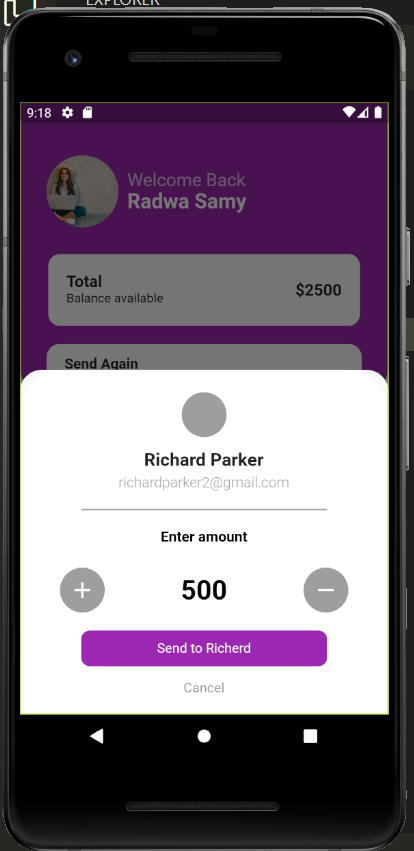 EXPLORER
9:18
Welcome Back
Radwa Samy
Total
Balance available
$2500
Send Again
Richard Parker
richardparker2@gmail.com
Enter amount
+
500
−
Send to Richerd
Cancel